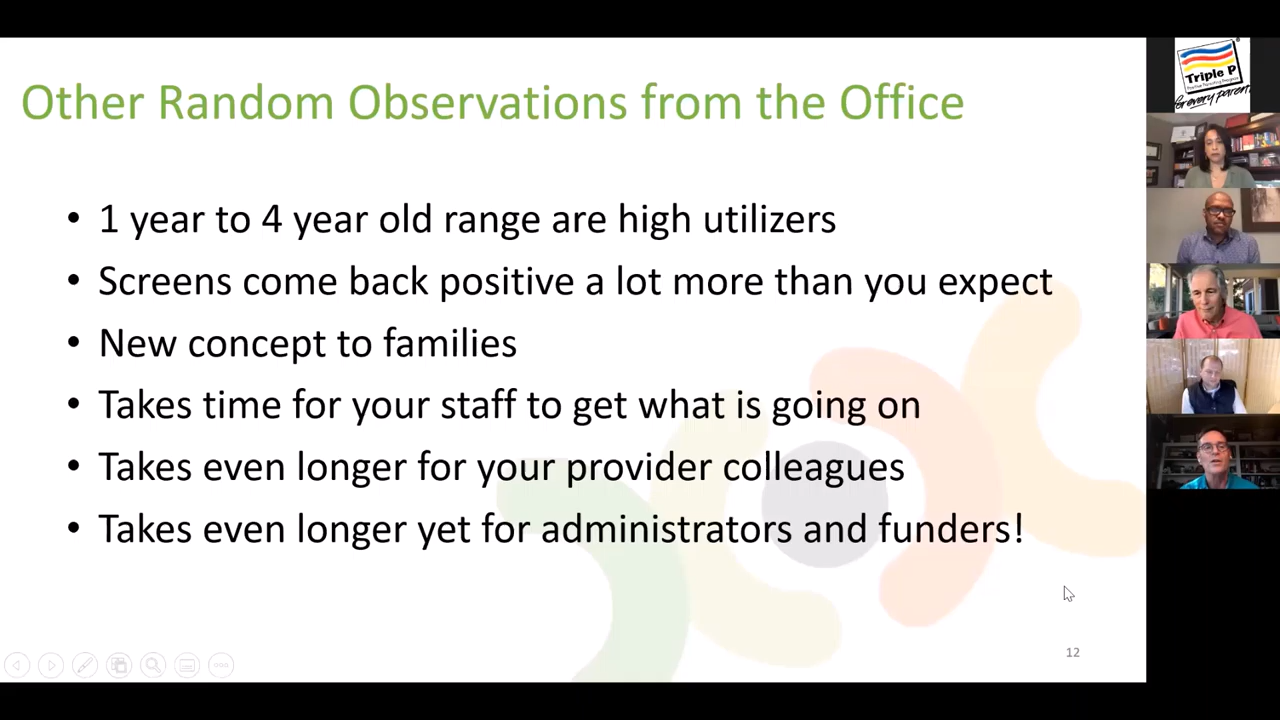 Other Random Observations from the Office
• 1 year to 4 year old range are high utilizers
• Screens come back positive a lot more than you expect
• New concept to families
• Takes time for your staff to get what is going on
• Takes even longer for your provider colleagues
• Takes even longer yet for administrators and funders!
12
Triple P
Positive Parenting Program
for every parent